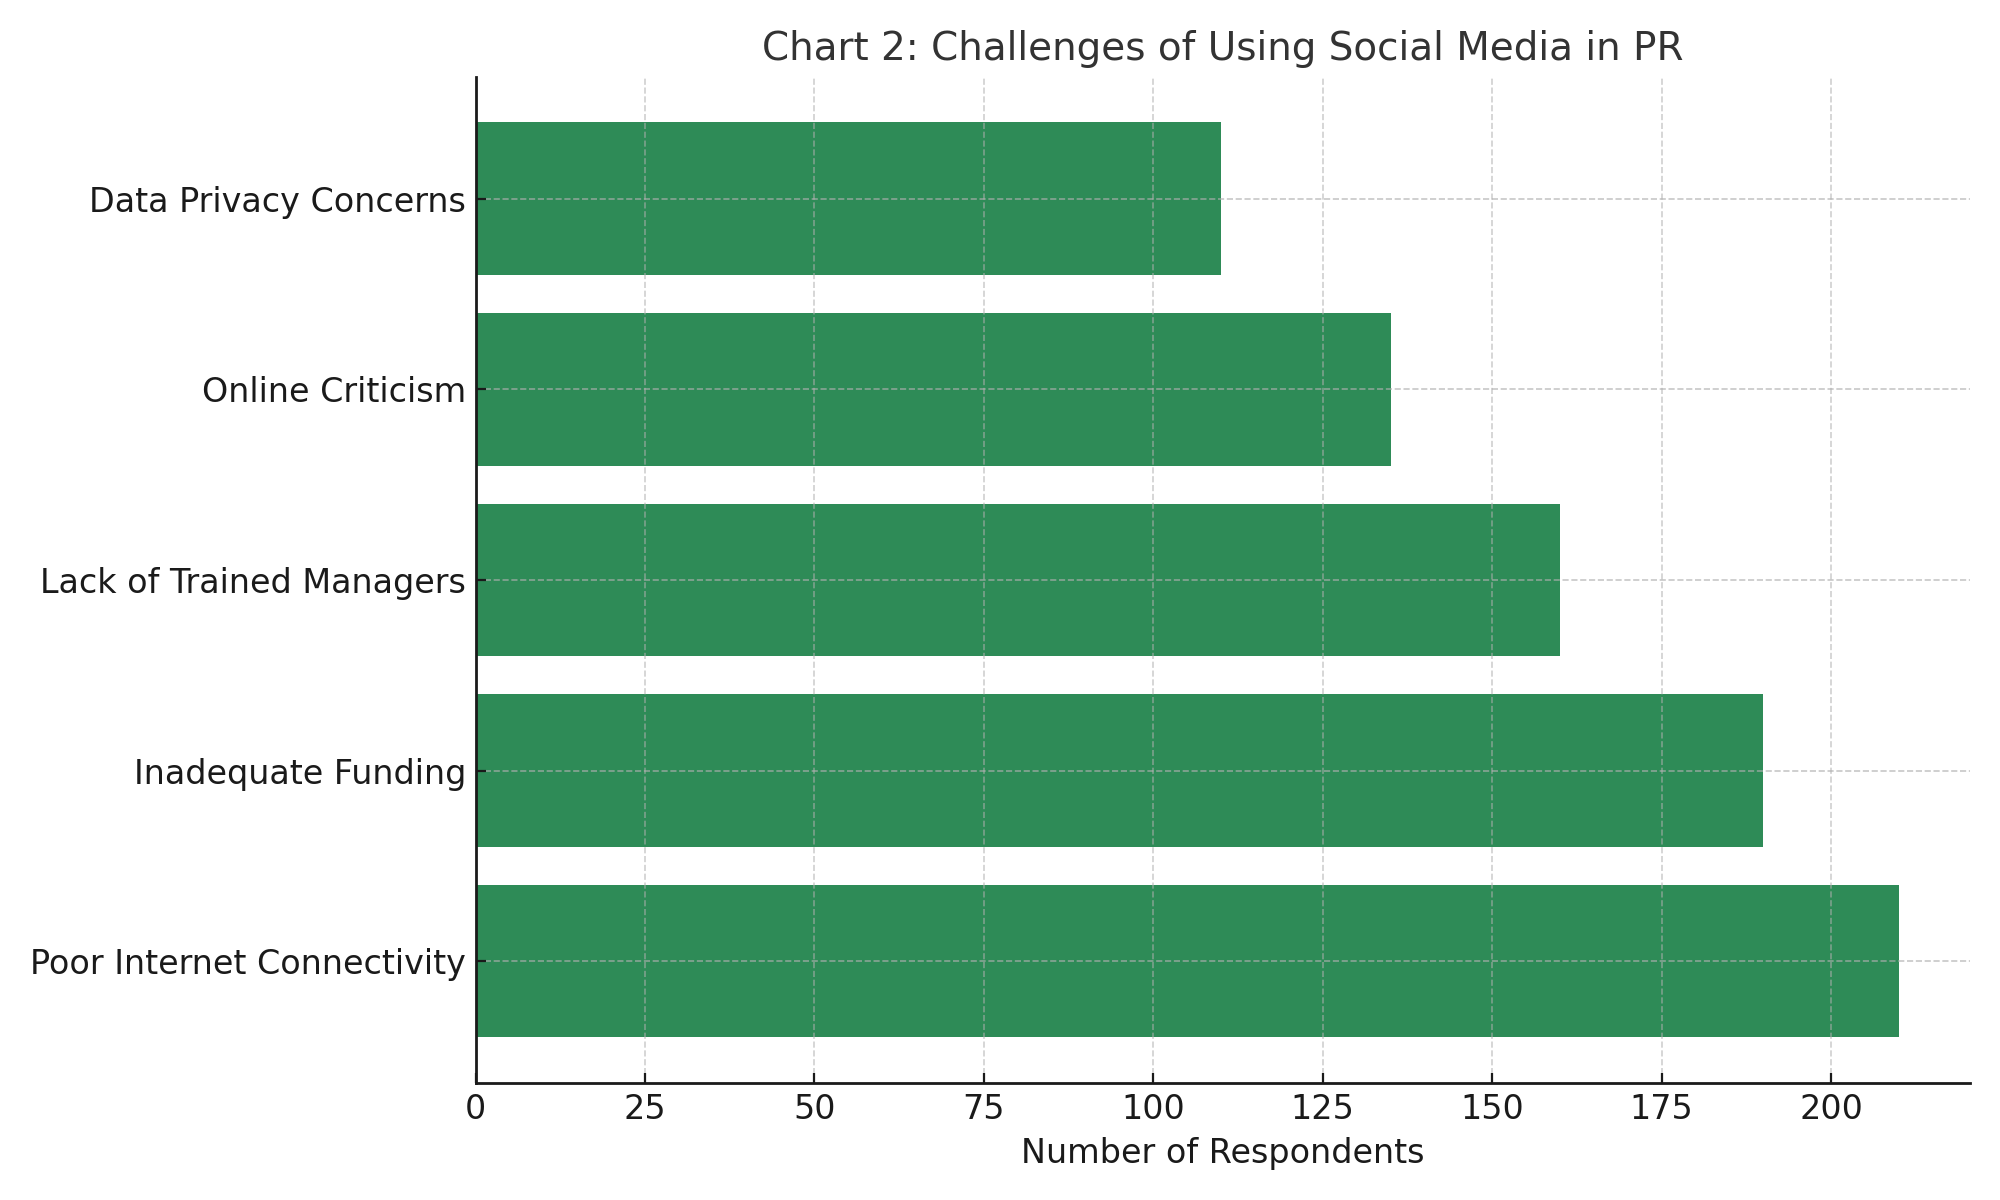 Chart 2: Challenges of Using Social Media in PR
Data Privacy Concerns
Online Criticism
Lack of Trained Managers
Inadequate Funding
Poor Internet Connectivity
0 25 50 75 100 125 150 175 200
Number of Respondents